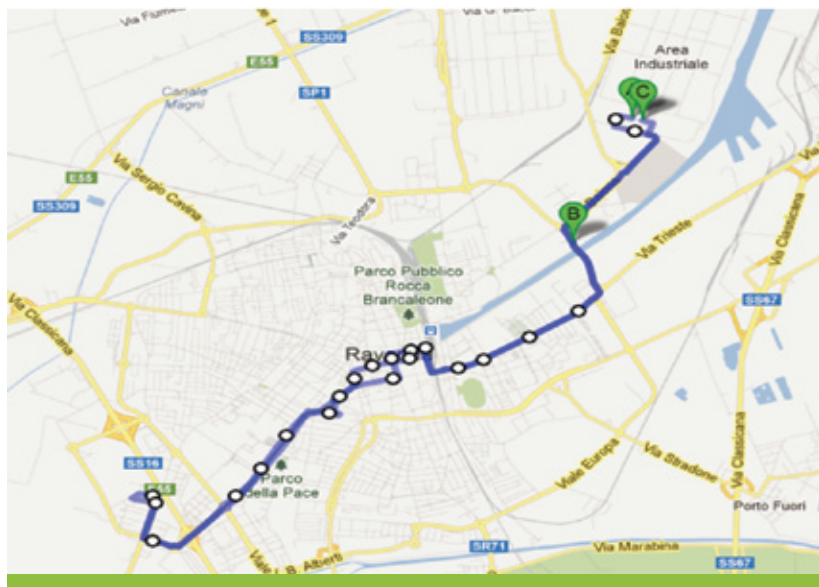 Via Fiume
SS309
Via G. Bacci
E55
Via Baiona
Area
Industriale
C
Canale
Magni
SP1
E55
Via Sergio Cavina
SS309
Via Teodora
B
Via Trieste
Via Classicana
Parco Pubblico
Rocca
Brancaleone
SS67
Via Classicana
Rav
SS16
E55
Parco
della Pace
Viale Europa
Via Stradone
Via Classicana
Porto Fuori
Viale L. B. Alberti
SR71
Via Marabina
SS67